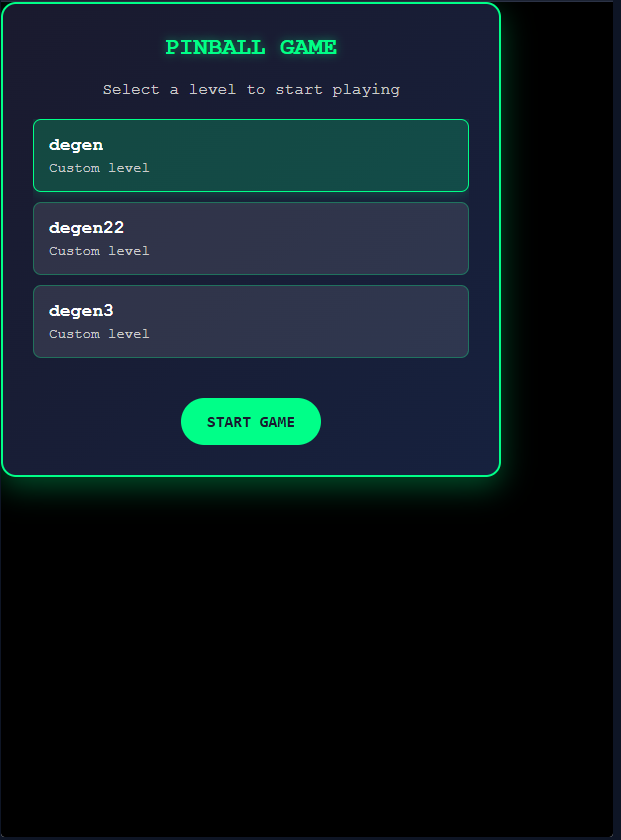 PINBALL GAME
Select a level to start playing
degen
Custom level
degen22
Custom level
degen3
Custom level
START GAME